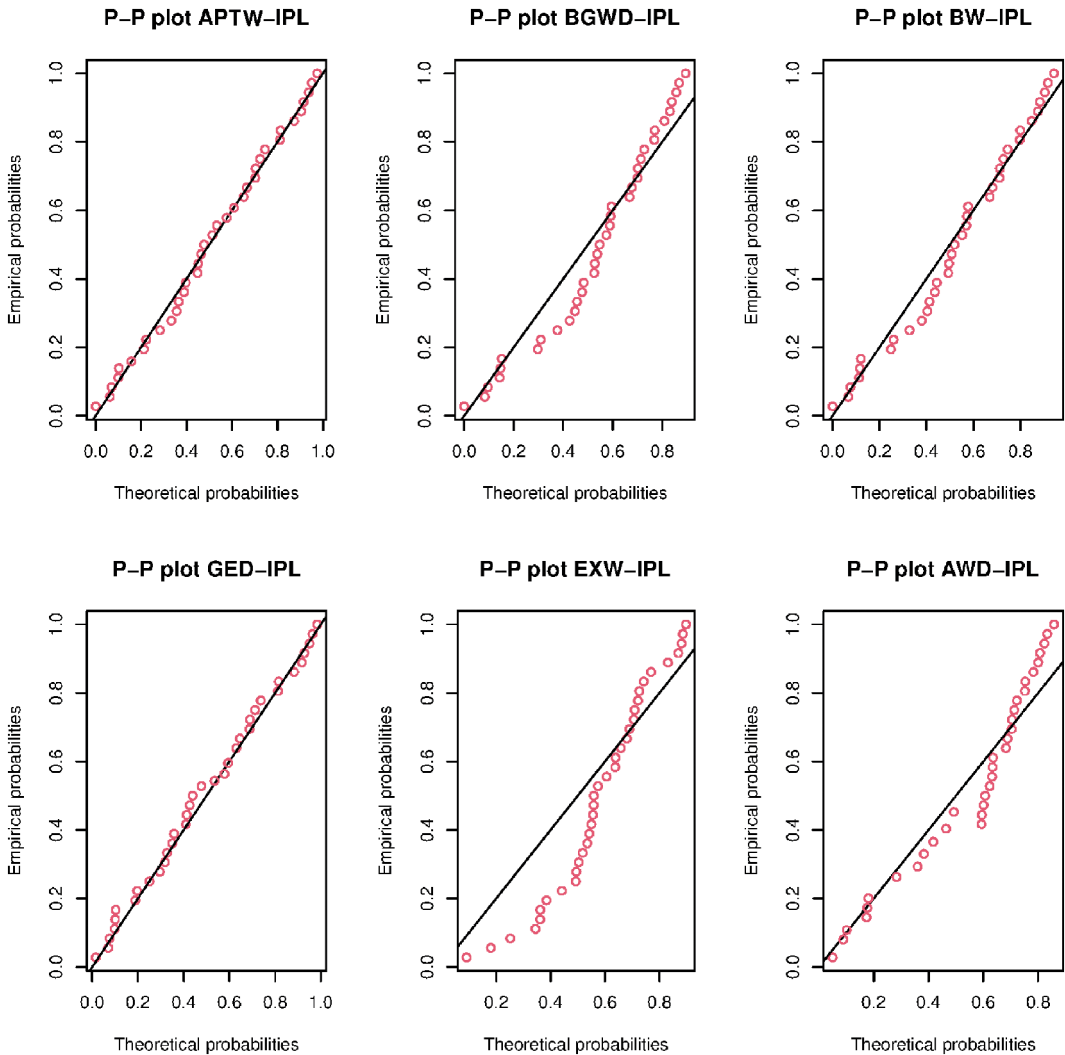 P−P plot APTW−IPL
Empirical probabilities
0.0 0.2 0.4 0.6 0.8 1.0
0.0 0.2 0.4 0.6 0.8 1.0
Theoretical probabilities
P−P plot BGWD−IPL
Empirical probabilities
0.0 0.2 0.4 0.6 0.8 1.0
0.0 0.2 0.4 0.6 0.8
Theoretical probabilities
P−P plot BW−IPL
Empirical probabilities
0.0 0.2 0.4 0.6 0.8 1.0
0.0 0.2 0.4 0.6 0.8
Theoretical probabilities
P−P plot GED−IPL
Empirical probabilities
0.0 0.2 0.4 0.6 0.8 1.0
0.0 0.2 0.4 0.6 0.8 1.0
Theoretical probabilities
P−P plot EXW−IPL
Empirical probabilities
0.0 0.2 0.4 0.6 0.8 1.0
0.2 0.4 0.6 0.8
Theoretical probabilities
P−P plot AWD−IPL
Empirical probabilities
0.0 0.2 0.4 0.6 0.8 1.0
0.2 0.4 0.6 0.8
Theoretical probabilities